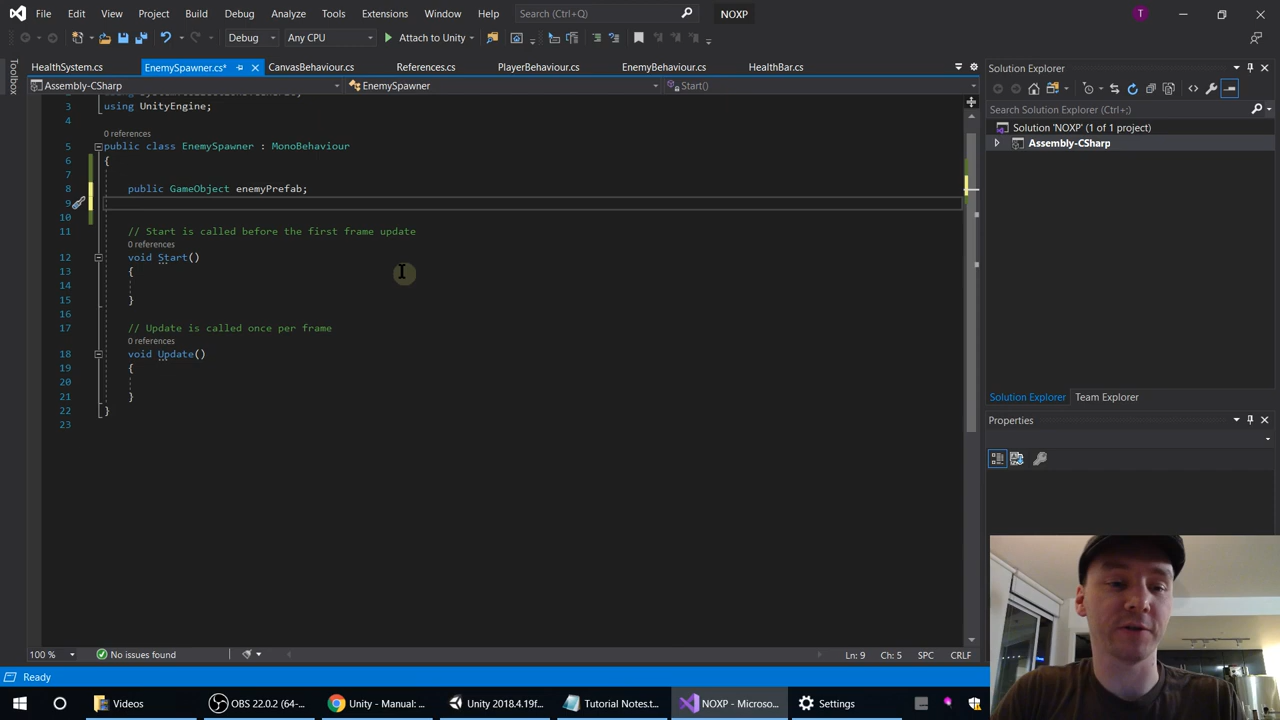 File Edit View Project Build Debug Analyze Tools Extensions Window Help Search (Ctrl+Q) NOXP T
Debug Any CPU Attach to Unity
HealthSystem.cs EnemySpawner.cs* CanvasBehaviour.cs References.cs PlayerBehaviour.cs EnemyBehaviour.cs HealthBar.cs
Toolbox
Assembly-CSharp EnemySpawner Start()
3 using UnityEngine;
4
0 references
5 public class EnemySpawner : MonoBehaviour
6 {
7
8 public GameObject enemyPrefab;
9
10
11 // Start is called before the first frame update
0 references
12 void Start()
13 {
14
15 }
16
17 // Update is called once per frame
0 references
18 void Update()
19 {
20
21 }
22 }
23
100 % No issues found Ln: 9 Ch: 5 SPC CRLF
Solution Explorer
Search Solution Explorer (Ctrl+;)
Solution 'NOXP' (1 of 1 project)
Assembly-CSharp
Solution Explorer Team Explorer
Properties
Ready
Videos OBS 22.0.2 (64-... Unity - Manual: ... Unity 2018.4.19f... Tutorial Notes.t... NOXP - Microso... Settings